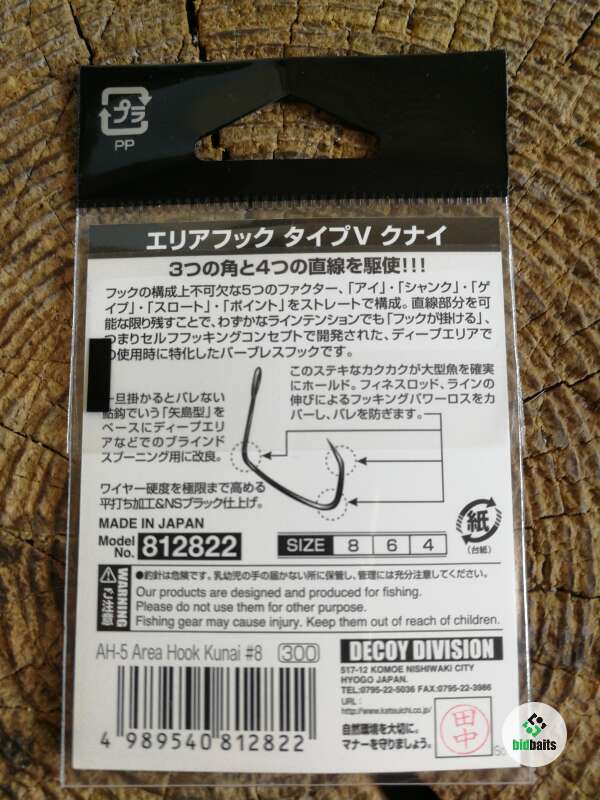 プラ
PP
エリアフック タイプV クナイ
3つの角と4つの直線を駆使!!!
フックの構成上不可欠な5つのファクター、「アイ」・「シャンク」・「ゲ
イプ」・「スロート」・「ポイント」をストレートで構成。直線部分を可
能な限り残すことで、わずかなラインテンションでも「フックが掛ける」、
つまりセルフフッキングコンセプトで開発された、ディープエリアで
の使用時に特化したバーブレスフックです。
このステキなカクカクが大型魚を確実
にホールド。フィネスロッド、ラインの
伸びによるフッキングパワーロスをカ
バーし、バレを防ぎます。
一旦掛かるとバレない
鮎鈎でいう「矢島型」を
ベースにディープエリ
アなどでのブラインド
スプーニング用に改良。
ワイヤー硬度を極限まで高める
平打ち加工&NSブラック仕上げ。
MADE IN JAPAN
Model No. 812822
SIZE 8 6 4
紙
(台紙)
WARNING
ご注意
●釣針は危険です。乳幼児の手の届かない所に保管し、管理には充分注意してください。
Our products are designed and produced for fishing.
Please do not use them for other purpose.
Fishing gear may cause injury. Keep them out of reach of children.
AH-5 Area Hook Kunai #8 300
4 989540 812822
DECOY DIVISION
517-12 KOMOE NISHIWAKI CITY
HYOGO JAPAN.
TEL:0795-22-5036 FAX:0795-22-3986
URL:
http://www.katsuichi.co.jp/
自然環境を大切に。
マナーを守りましょう。
田中
bidbaits